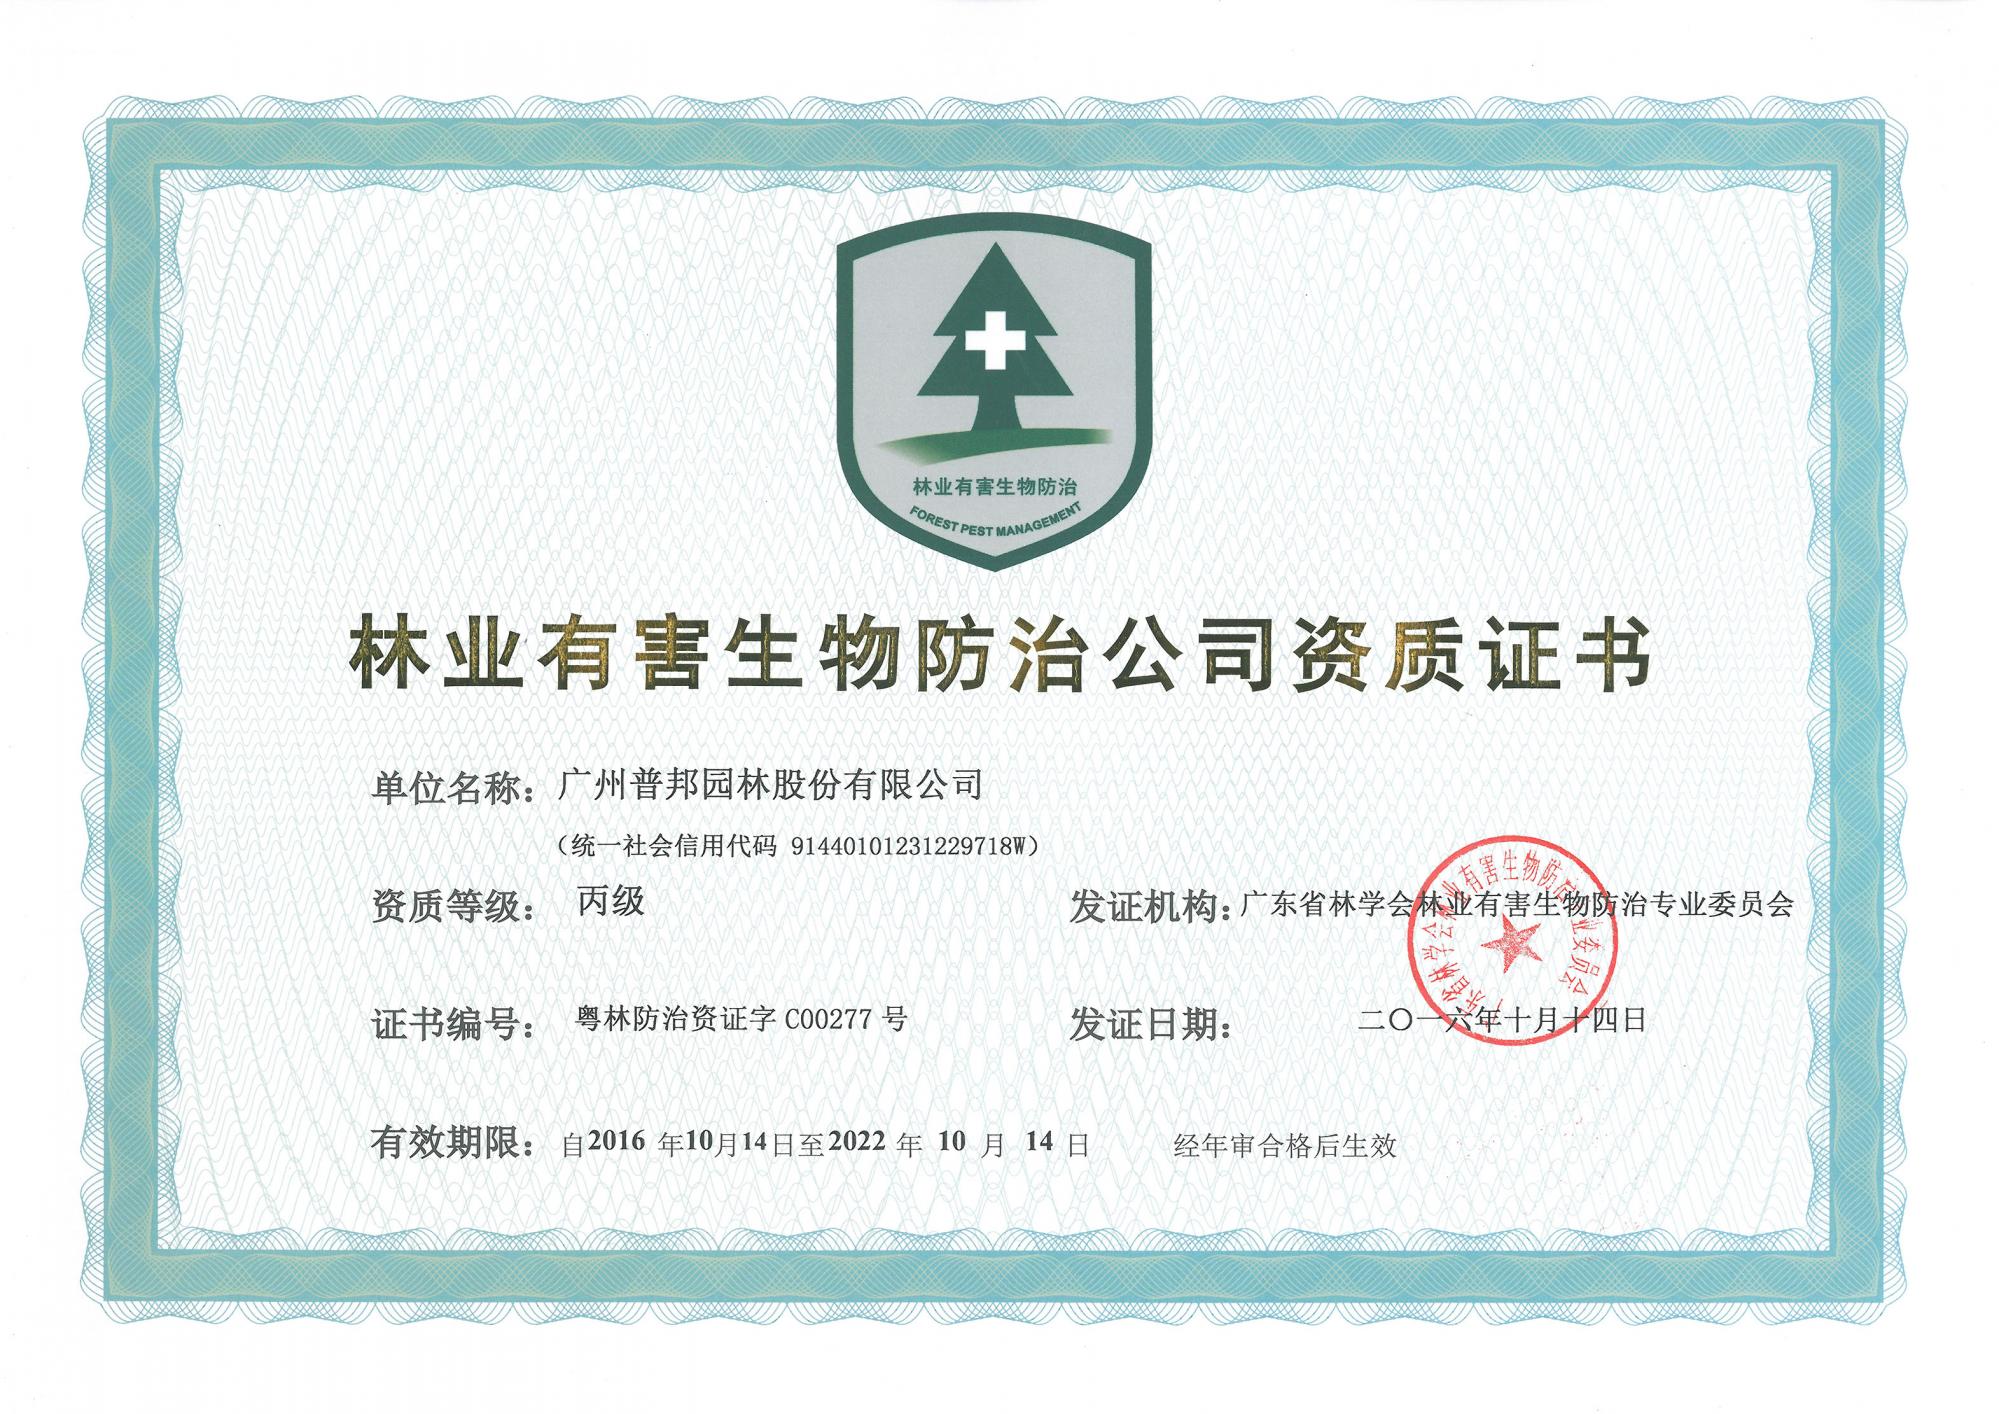 林业有害生物防治
FOREST PEST MANAGEMENT
林业有害生物防治公司资质证书
单位名称：广州普邦园林股份有限公司
（统一社会信用代码 91440101231229718W）
资质等级： 丙级
发证机构：广东省林学会林业有害生物防治专业委员会
广东省林学会林业有害生物防治专业委员会
证书编号： 粤林防治资证字 C00277 号
发证日期： 二〇一六年十月十四日
有效期限：自2016 年10月14日至2022 年 10 月 14 日 经年审合格后生效